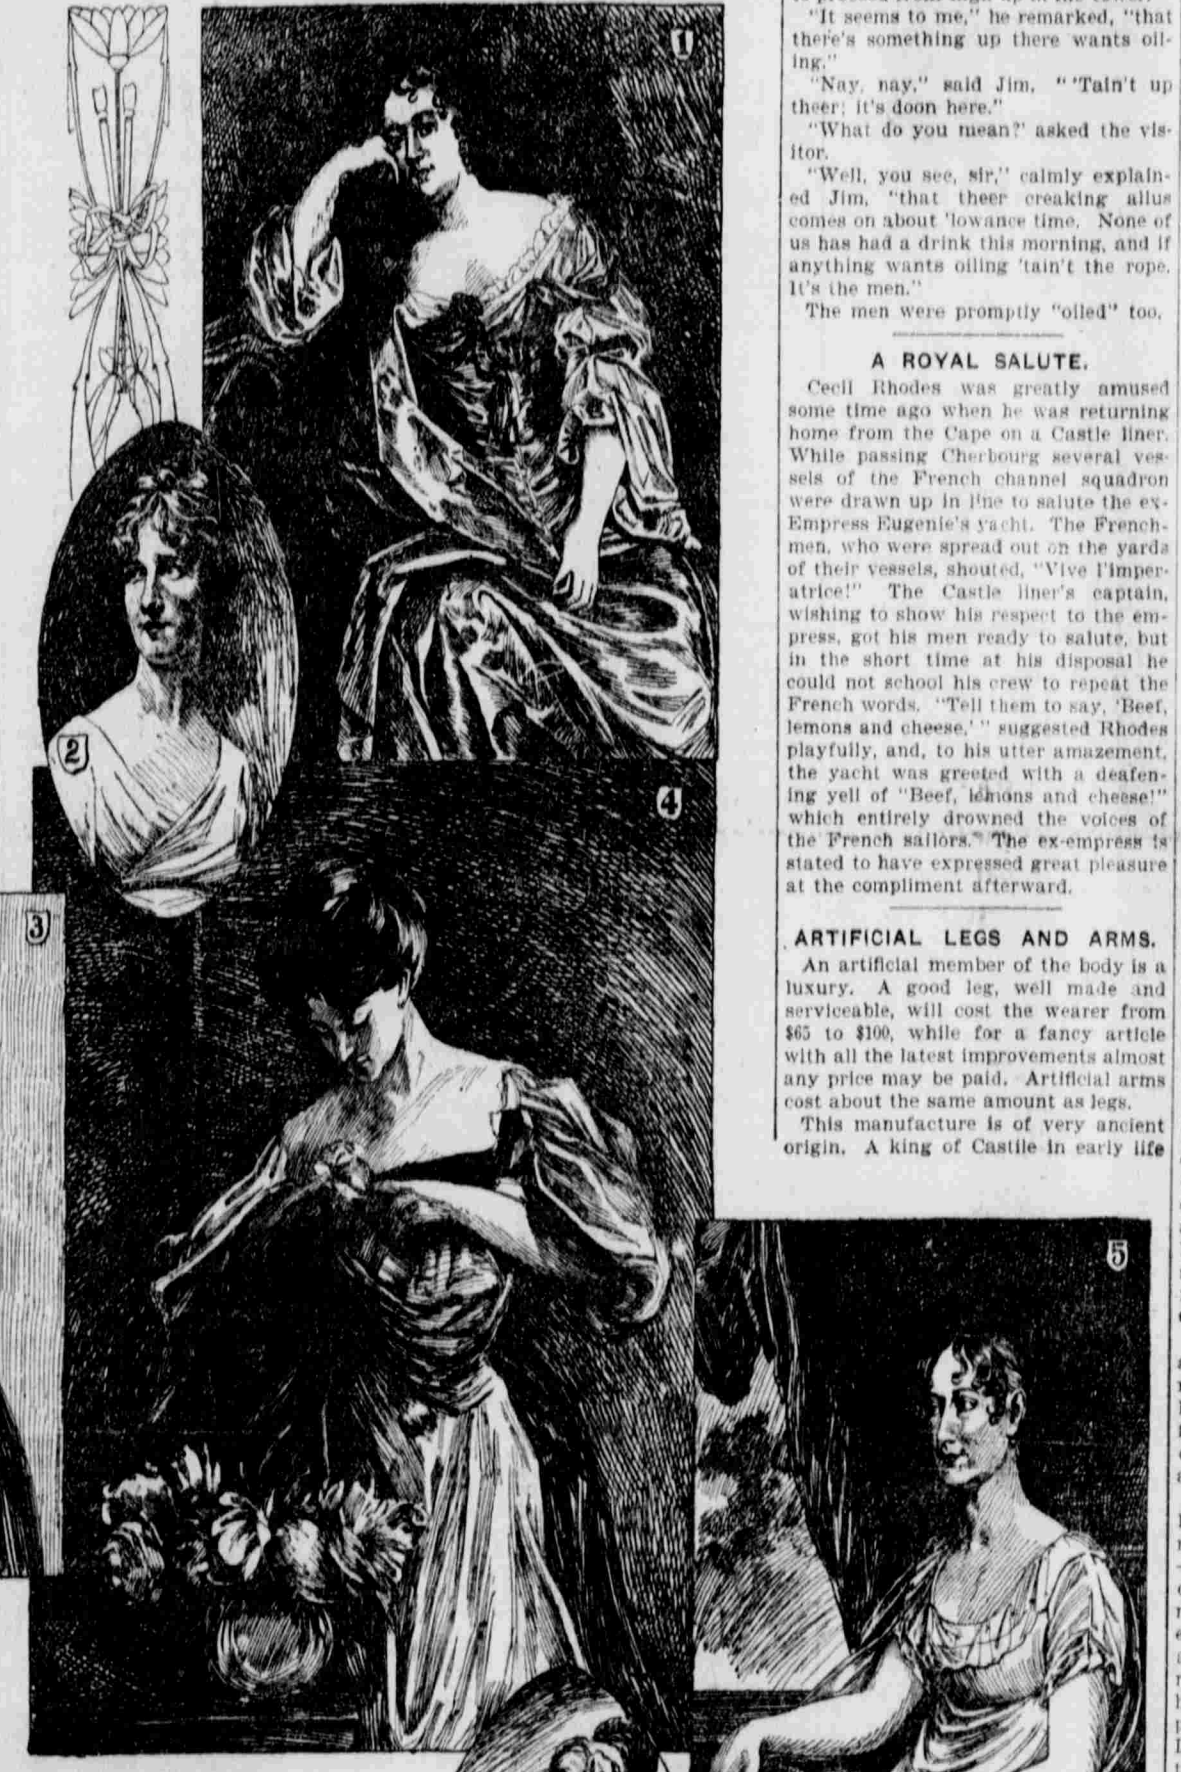 "It seems to me," he remarked, "that
there's something up there wants oil-
ing."
"Nay, nay," said Jim. "'Tain't up
theer; it's doon here."
"What do you mean?' asked the vis-
itor.
"Well, you see, sir," calmly explain-
ed Jim, "that theer creaking allus
comes on about 'lowance time. None of
us has had a drink this morning, and if
anything wants oiling 'tain't the rope.
It's the men."
The men were promptly "oiled" too.
A ROYAL SALUTE.
Cecil Rhodes was greatly amused
some time ago when he was returning
home from the Cape on a Castle liner.
While passing Cherbourg several ves-
sels of the French channel squadron
were drawn up in line to salute the ex-
Empress Eugenie's yacht. The French-
men, who were spread out on the yards
of their vessels, shouted, "Vive l'imper-
atrice!" The Castle liner's captain,
wishing to show his respect to the em-
press, got his men ready to salute, but
in the short time at his disposal he
could not school his crew to repeat the
French words. "Tell them to say, 'Beef,
lemons and cheese,'" suggested Rhodes
playfully, and, to his utter amazement,
the yacht was greeted with a deafen-
ing yell of "Beef, lemons and cheese!"
which entirely drowned the voices of
the French sailors. The ex-empress is
stated to have expressed great pleasure
at the compliment afterward.
ARTIFICIAL LEGS AND ARMS.
An artificial member of the body is a
luxury. A good leg, well made and
serviceable, will cost the wearer from
$65 to $100, while for a fancy article
with all the latest improvements almost
any price may be paid. Artificial arms
cost about the same amount as legs.
This manufacture is of very ancient
origin. A king of Castile in early life
1
2
3
4
5